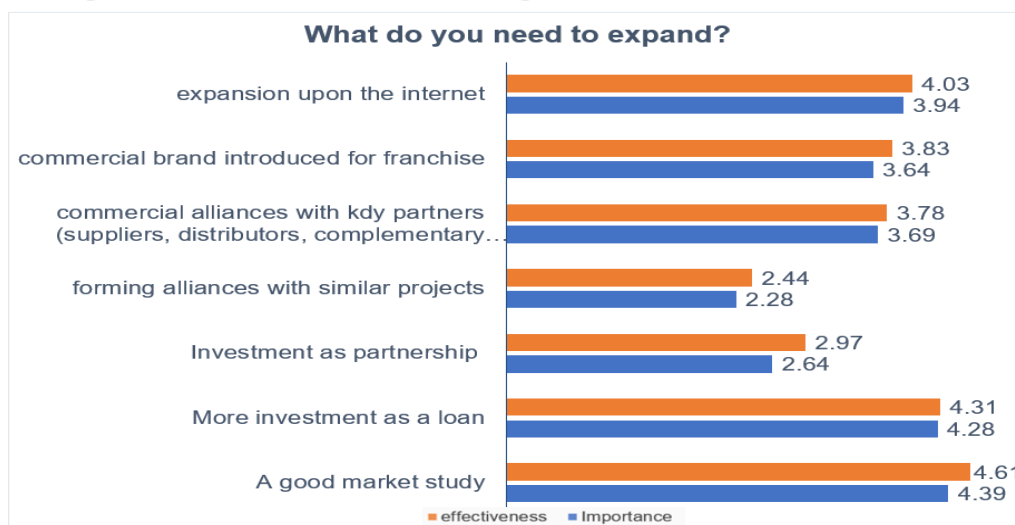 What do you need to expand?
expansion upon the internet
4.03
3.94
commercial brand introduced for franchise
3.83
3.64
commercial alliances with kdy partners
(suppliers, distributors, complementary...
3.78
3.69
forming alliances with similar projects
2.44
2.28
Investment as partnership
2.97
2.64
More investment as a loan
4.31
4.28
A good market study
4.61
4.39
effectiveness Importance